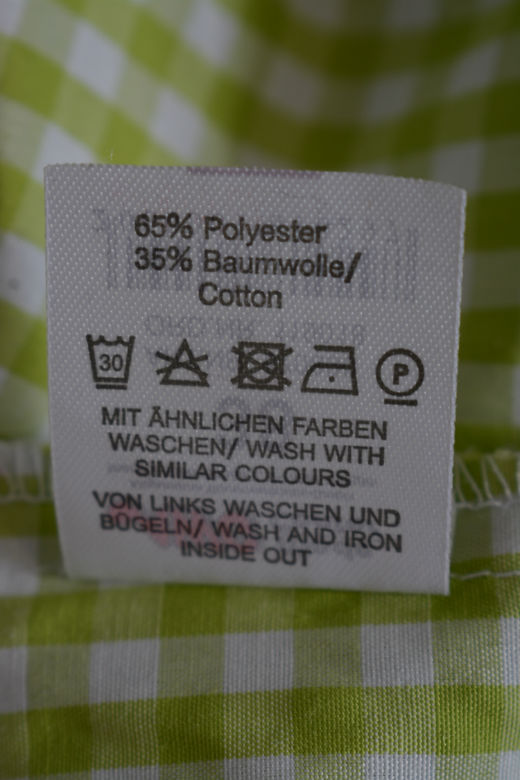 65% Polyester
35% Baumwolle/
Cotton
30 P
MIT ÄHNLICHEN FARBEN
WASCHEN/ WASH WITH
SIMILAR COLOURS
VON LINKS WASCHEN UND
BÜGELN/ WASH AND IRON
INSIDE OUT